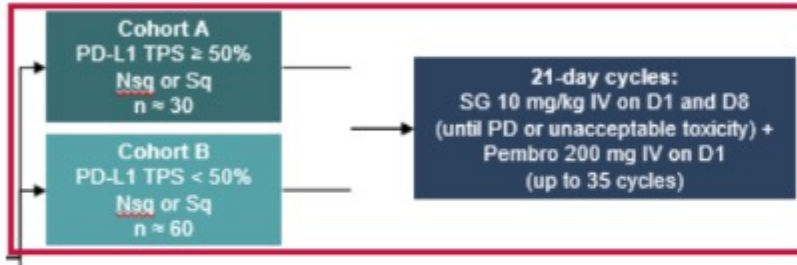 Cohort A
PD-L1 TPS ≥ 50%
Nsq or Sq
n ≈ 30
Cohort B
PD-L1 TPS < 50%
Nsq or Sq
n ≈ 60
21-day cycles:
SG 10 mg/kg IV on D1 and D8
(until PD or unacceptable toxicity) +
Pembro 200 mg IV on D1
(up to 35 cycles)